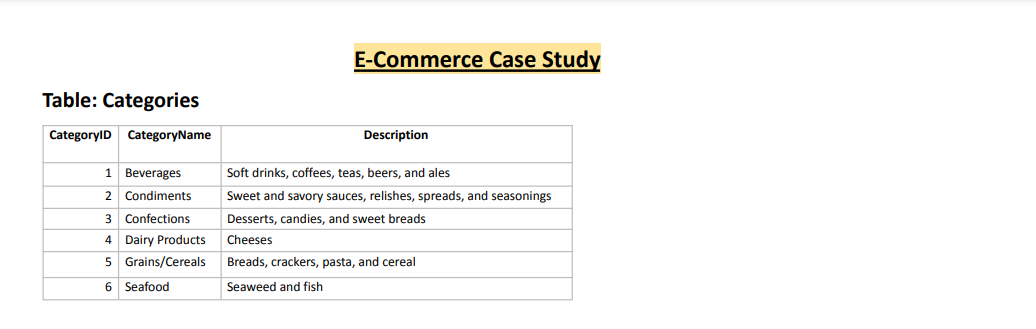 E-Commerce Case Study
Table: Categories
CategoryID CategoryName Description
1 Beverages Soft drinks, coffees, teas, beers, and ales
2 Condiments Sweet and savory sauces, relishes, spreads, and seasonings
3 Confections Desserts, candies, and sweet breads
4 Dairy Products Cheeses
5 Grains/Cereals Breads, crackers, pasta, and cereal
6 Seafood Seaweed and fish